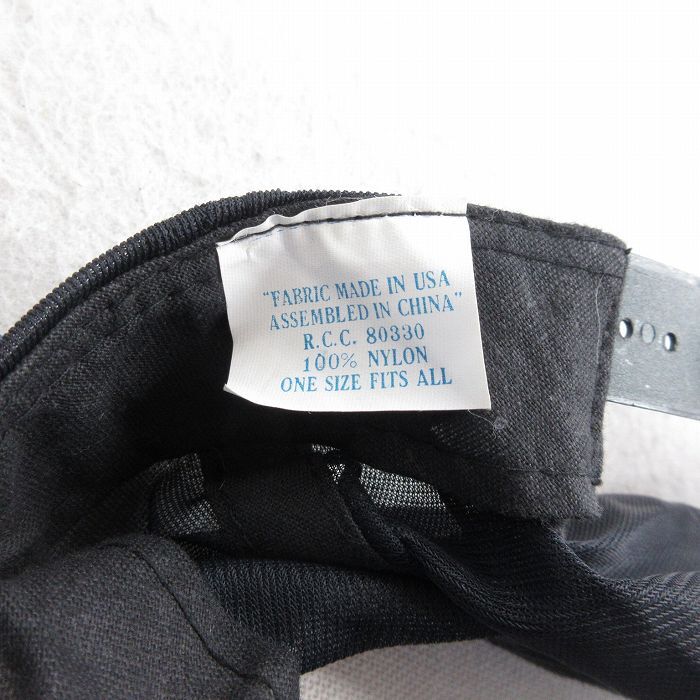 "FABRIC MADE IN USA
ASSEMBLED IN CHINA"
R.C.C. 80330
100% NYLON
ONE SIZE FITS ALL